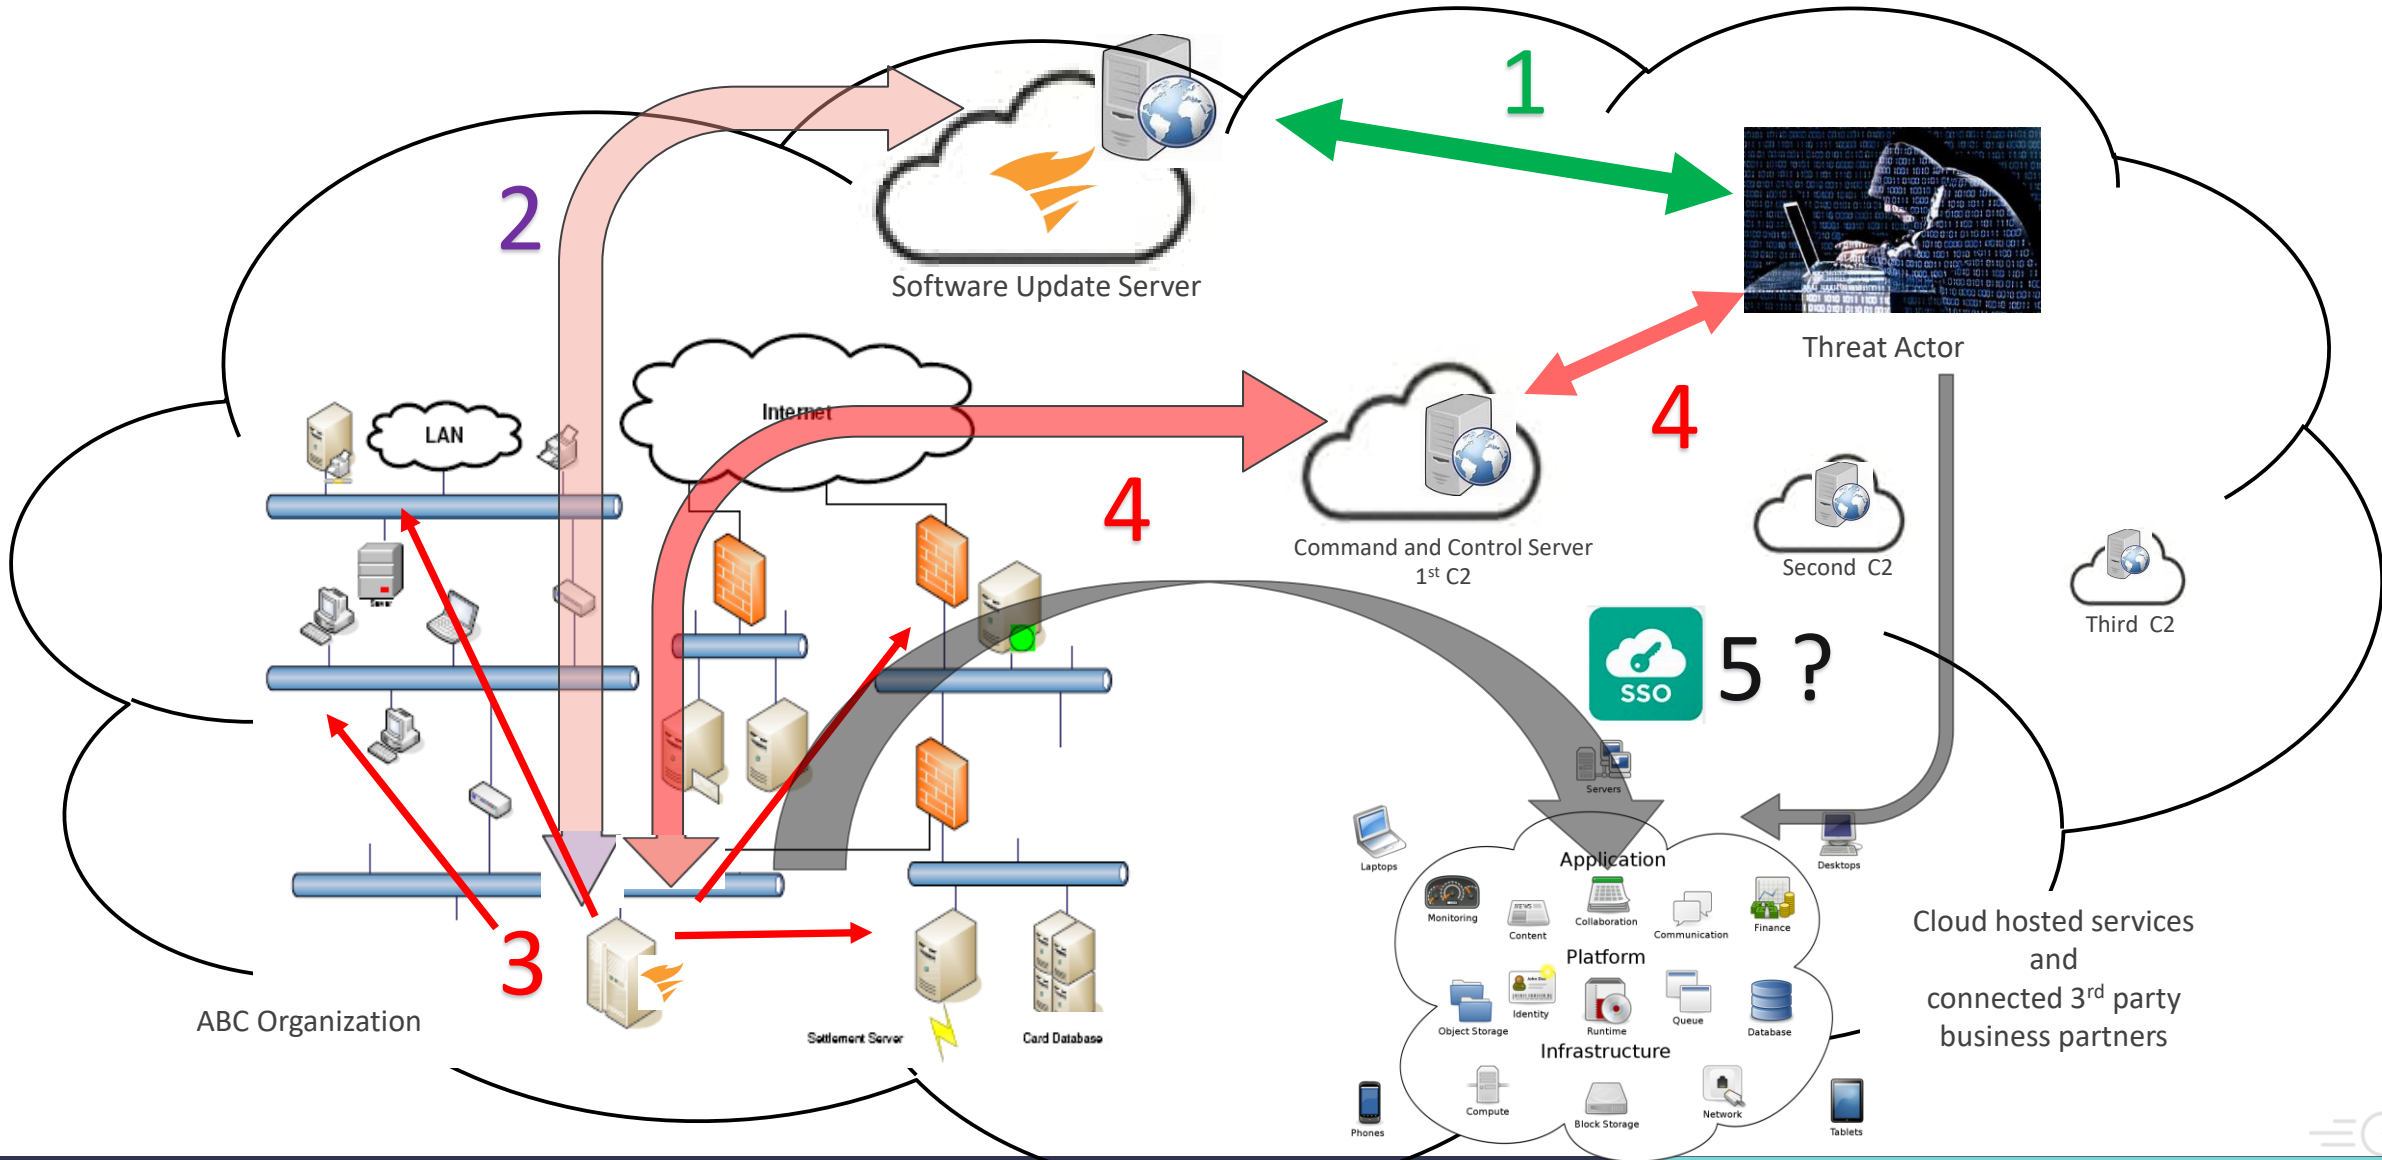 1
2
Software Update Server
Threat Actor
Internet
LAN
4
4
Command and Control Server
1st C2
Second C2
Third C2
Server
SSO
5 ?
Servers
Laptops
Desktops
Application
Monitoring
Content
Collaboration
Communication
Finance
Platform
Object Storage
Identity
Runtime
Queue
Database
Infrastructure
Compute
Block Storage
Network
Phones
Tablets
Cloud hosted services
and
connected 3rd party
business partners
3
ABC Organization
Settlement Server
Card Database